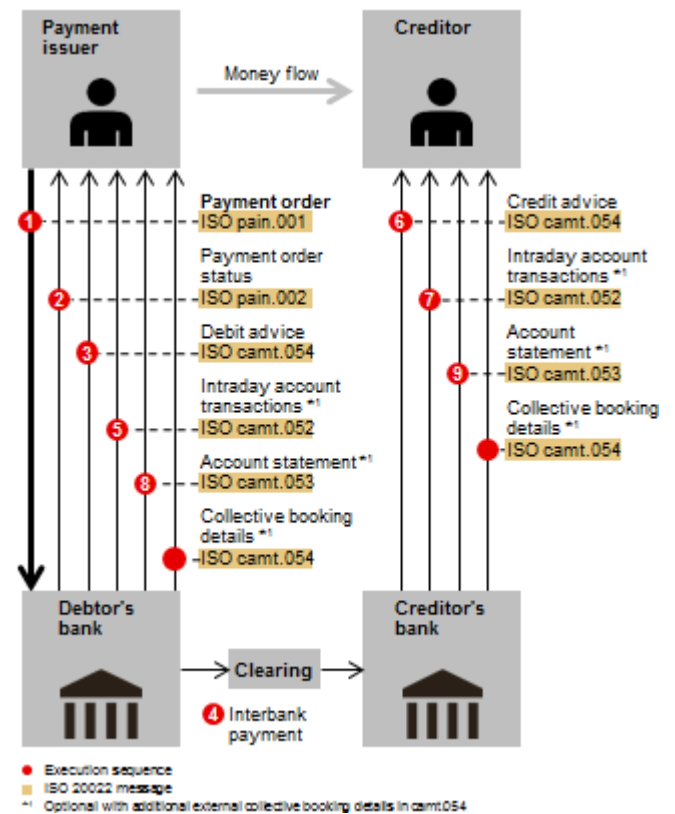 Payment
issuer
Creditor
Money flow
1
Payment order
ISO pain.001
Payment order
status
2
ISO pain.002
Debit advice
3
ISO camt.054
Intraday account
transactions *1
5
ISO camt.052
Account statement *1
8
ISO camt.053
Collective booking
details *1
ISO camt.054
Credit advice
6
ISO camt.054
Intraday account
transactions *1
7
ISO camt.052
Account
statement *1
9
ISO camt.053
Collective booking
details *1
ISO camt.054
Debtor's
bank
Clearing
4 Interbank
payment
Creditor's
bank
Execution sequence
ISO 20022 message
*1 Optional with additional external collective booking details in camt.054